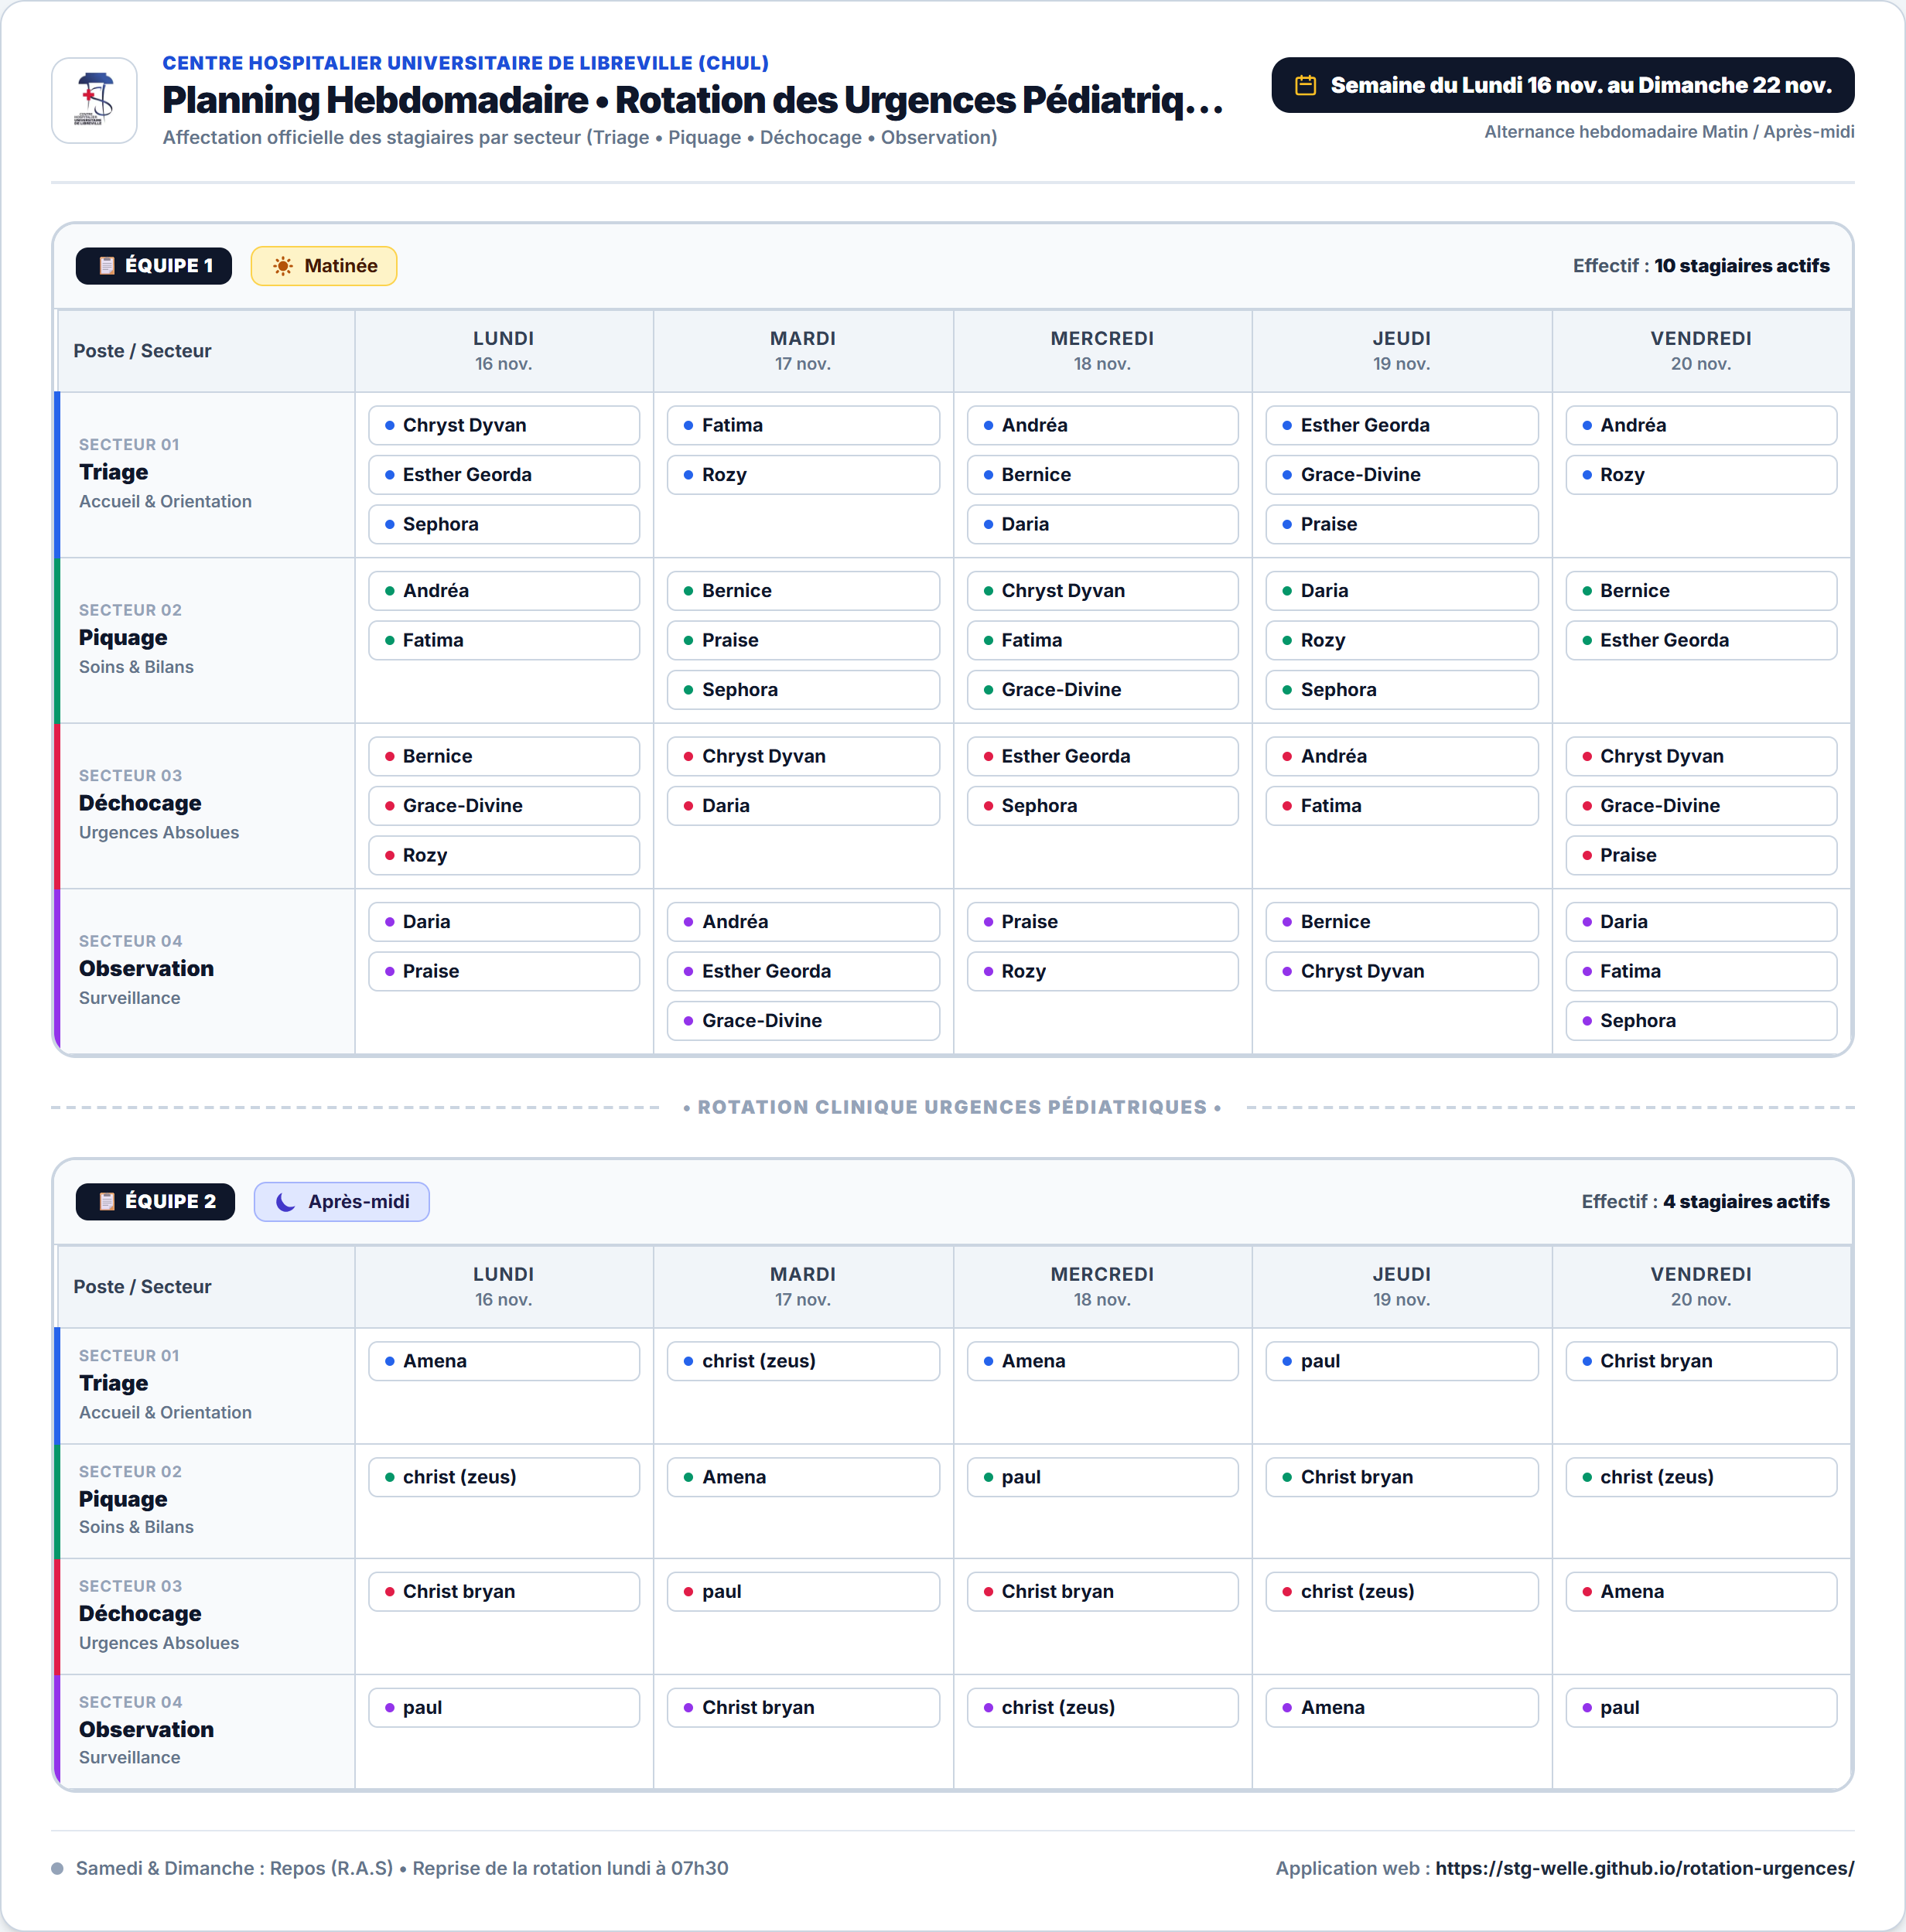 CENTRE HOSPITALIER UNIVERSITAIRE DE LIBREVILLE (CHUL)
Planning Hebdomadaire • Rotation des Urgences Pédiatriq...
Affectation officielle des stagiaires par secteur (Triage • Piquage • Déchocage • Observation)
Semaine du Lundi 16 nov. au Dimanche 22 nov.
Alternance hebdomadaire Matin / Après-midi
CENTRE HOSPITALIER UNIVERSITAIRE DE LIBREVILLE
ÉQUIPE 1 Matinée Effectif : 10 stagiaires actifs
Poste / Secteur LUNDI MARDI MERCREDI JEUDI VENDREDI
16 nov. 17 nov. 18 nov. 19 nov. 20 nov.
SECTEUR 01
Triage
Accueil & Orientation
Chryst Dyvan Fatima Andréa Esther Georda Andréa
Esther Georda Rozy Bernice Grace-Divine Rozy
Sephora Daria Praise
SECTEUR 02
Piquage
Soins & Bilans
Andréa Bernice Chryst Dyvan Daria Bernice
Fatima Praise Fatima Rozy Esther Georda
Sephora Grace-Divine Sephora
SECTEUR 03
Déchocage
Urgences Absolues
Bernice Chryst Dyvan Esther Georda Andréa Chryst Dyvan
Grace-Divine Daria Sephora Fatima Grace-Divine
Rozy Praise
SECTEUR 04
Observation
Surveillance
Daria Andréa Praise Bernice Daria
Praise Esther Georda Rozy Chryst Dyvan Fatima
Grace-Divine Sephora
• ROTATION CLINIQUE URGENCES PÉDIATRIQUES •
ÉQUIPE 2 Après-midi Effectif : 4 stagiaires actifs
Poste / Secteur LUNDI MARDI MERCREDI JEUDI VENDREDI
16 nov. 17 nov. 18 nov. 19 nov. 20 nov.
SECTEUR 01
Triage
Accueil & Orientation
Amena christ (zeus) Amena paul Christ bryan
SECTEUR 02
Piquage
Soins & Bilans
christ (zeus) Amena paul Christ bryan christ (zeus)
SECTEUR 03
Déchocage
Urgences Absolues
Christ bryan paul Christ bryan christ (zeus) Amena
SECTEUR 04
Observation
Surveillance
paul Christ bryan christ (zeus) Amena paul
Samedi & Dimanche : Repos (R.A.S) • Reprise de la rotation lundi à 07h30
Application web : https://stg-welle.github.io/rotation-urgences/